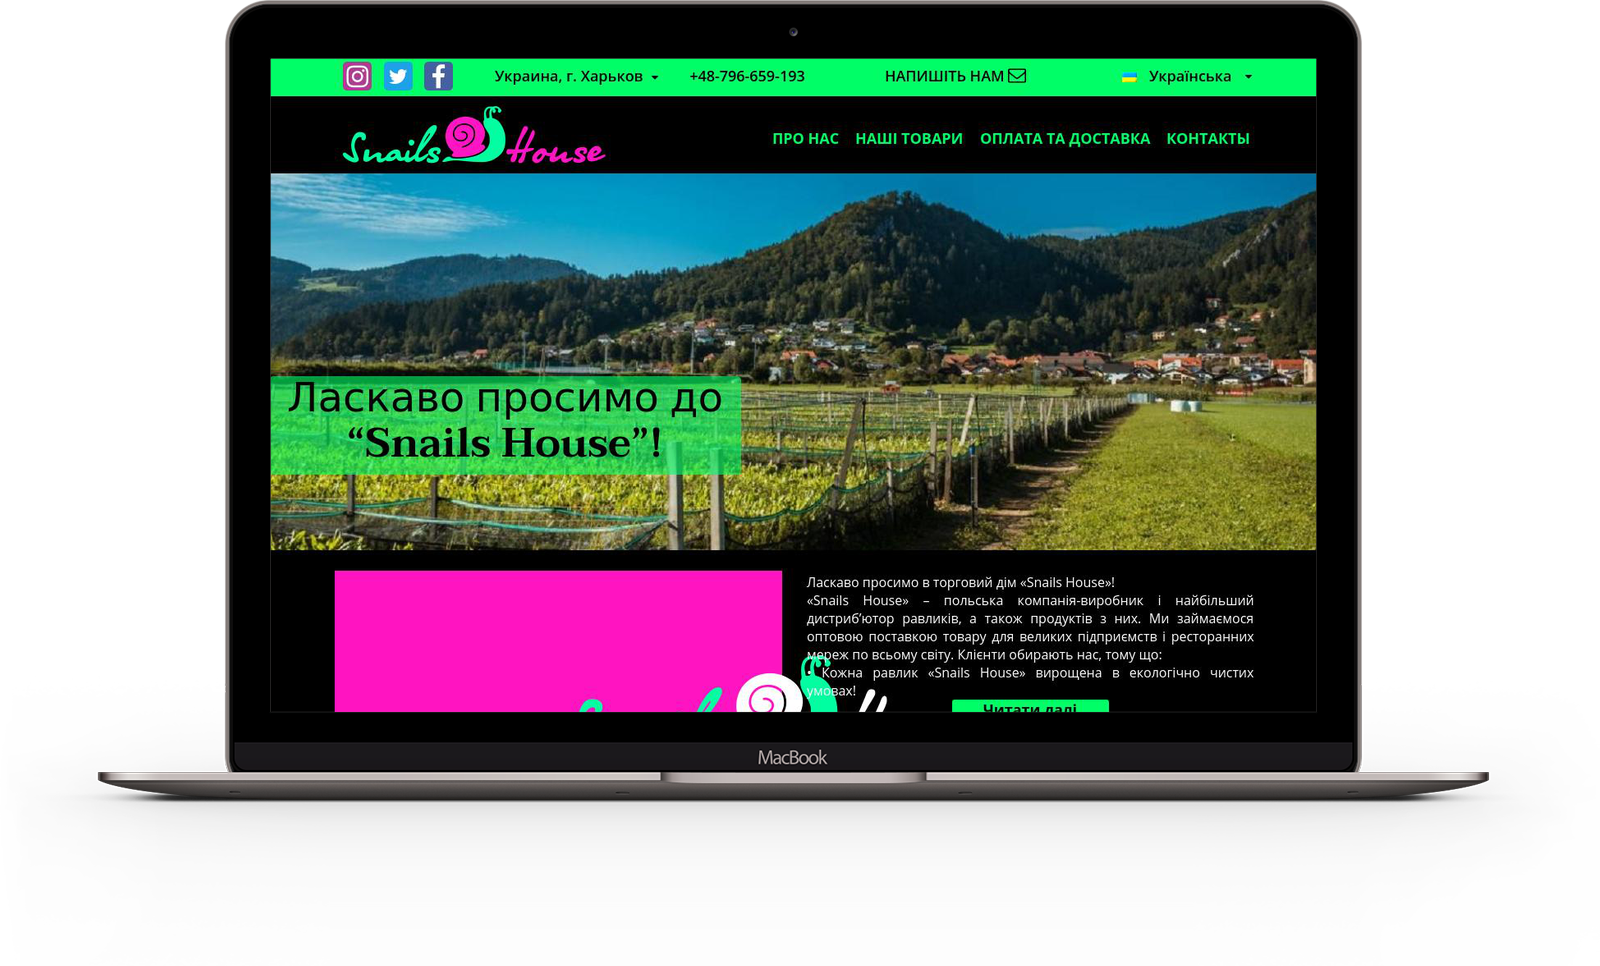 Украина, г. Харьков
+48-796-659-193
НАПИШІТЬ НАМ
Українська
Snails House
ПРО НАС
НАШІ ТОВАРИ
ОПЛАТА ТА ДОСТАВКА
КОНТАКТЫ
Ласкаво просимо до
“Snails House”!
Ласкаво просимо в торговий дім «Snails House»!
«Snails House» – польська компанія-виробник і найбільший
дистриб’ютор равликів, а також продуктів з них. Ми займаємося
оптовою поставкою товару для великих підприємств і ресторанних
мереж по всьому світу. Клієнти обирають нас, тому що:
• Кожна равлик «Snails House» вирощена в екологічно чистих
умовах!
Читати далі
MacBook